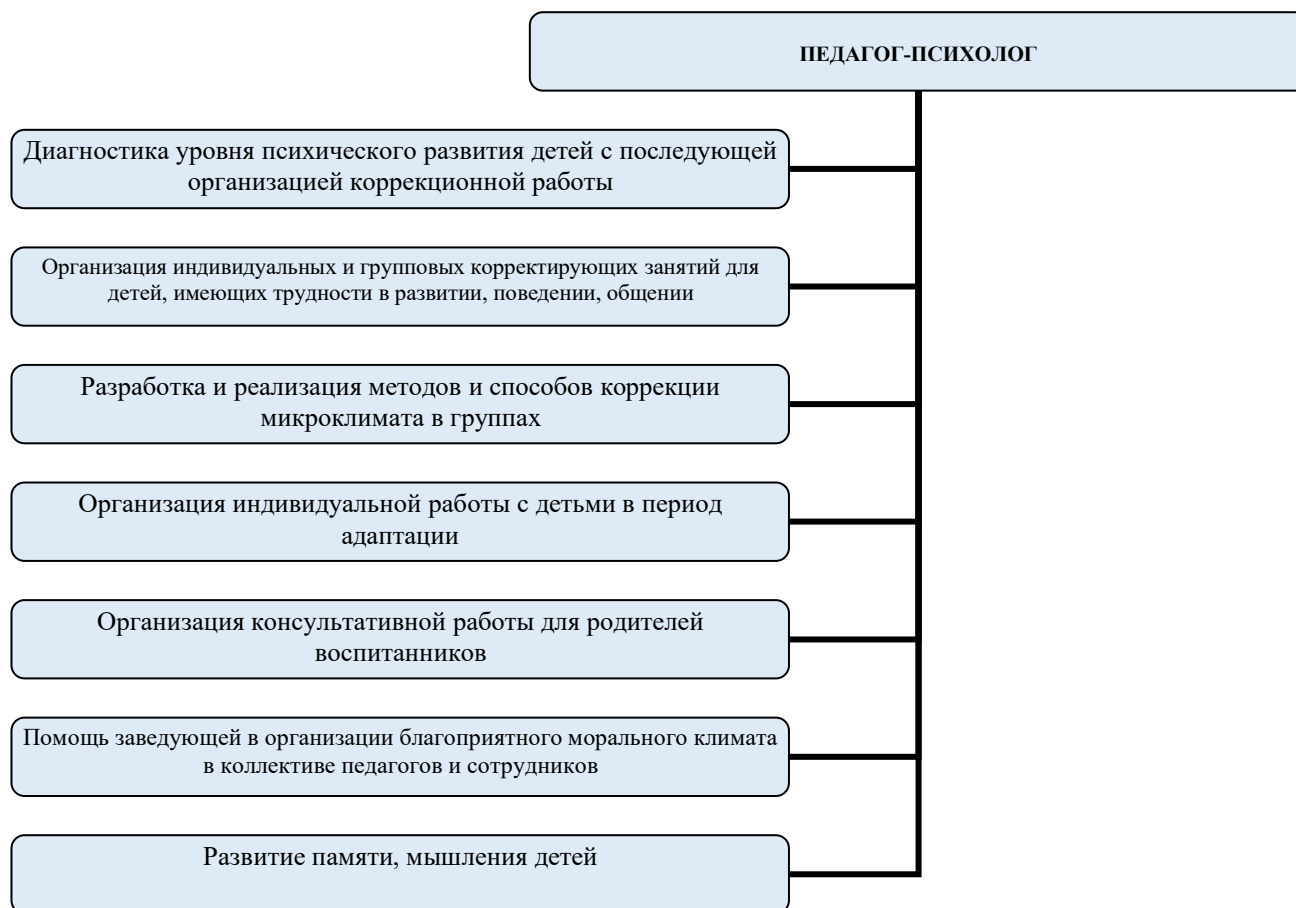 ПЕДАГОГ-ПСИХОЛОГ
Диагностика уровня психического развития детей с последующей
организацией коррекционной работы
Организация индивидуальных и групповых корректирующих занятий для
детей, имеющих трудности в развитии, поведении, общении
Разработка и реализация методов и способов коррекции
микроклимата в группах
Организация индивидуальной работы с детьми в период
адаптации
Организация консультативной работы для родителей
воспитанников
Помощь заведующей в организации благоприятного морального климата
в коллективе педагогов и сотрудников
Развитие памяти, мышления детей